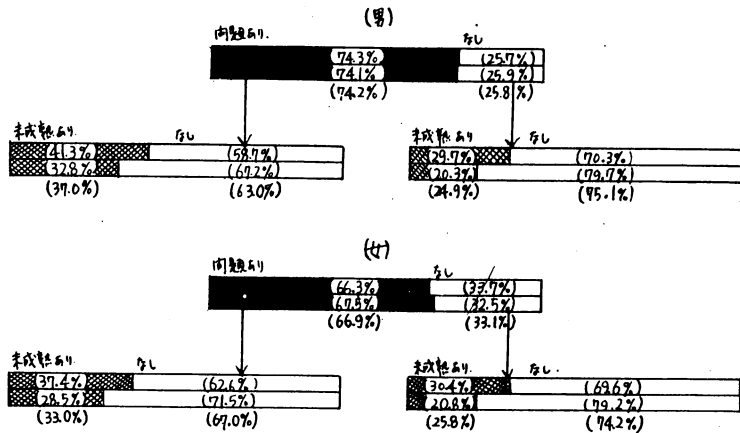 (男)
問題あり. なし
74.3% (25.7%)
74.1% (25.9%)
(74.2%) (25.8%)
未成熟あり. なし
(41.3%) (58.7%)
(32.8%) (67.2%)
(37.0%) (63.0%)
未成熟あり なし
(29.7%) (70.3%)
(20.3%) (79.7%)
(24.9%) (75.1%)
(女)
問題あり なし
66.3% (33.7%)
67.5% (32.5%)
(66.9%) (33.1%)
未成熟あり. なし
(37.4%) (62.6%)
(28.5%) (71.5%)
(33.0%) (67.0%)
未成熟あり. なし.
(30.4%) (69.6%)
(20.8%) (79.2%)
(25.8%) (74.2%)